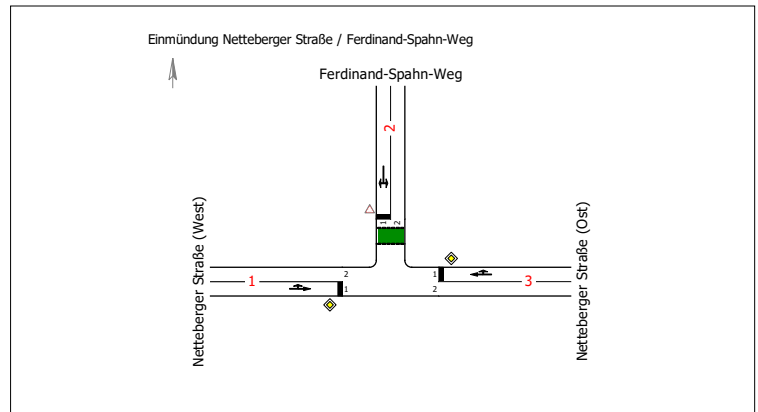 Einmündung Netteberger Straße / Ferdinand-Spahn-Weg
Ferdinand-Spahn-Weg
2
1 2
Netteberger Straße (West)
1
2
1
Netteberger Straße (Ost)
3
1
2